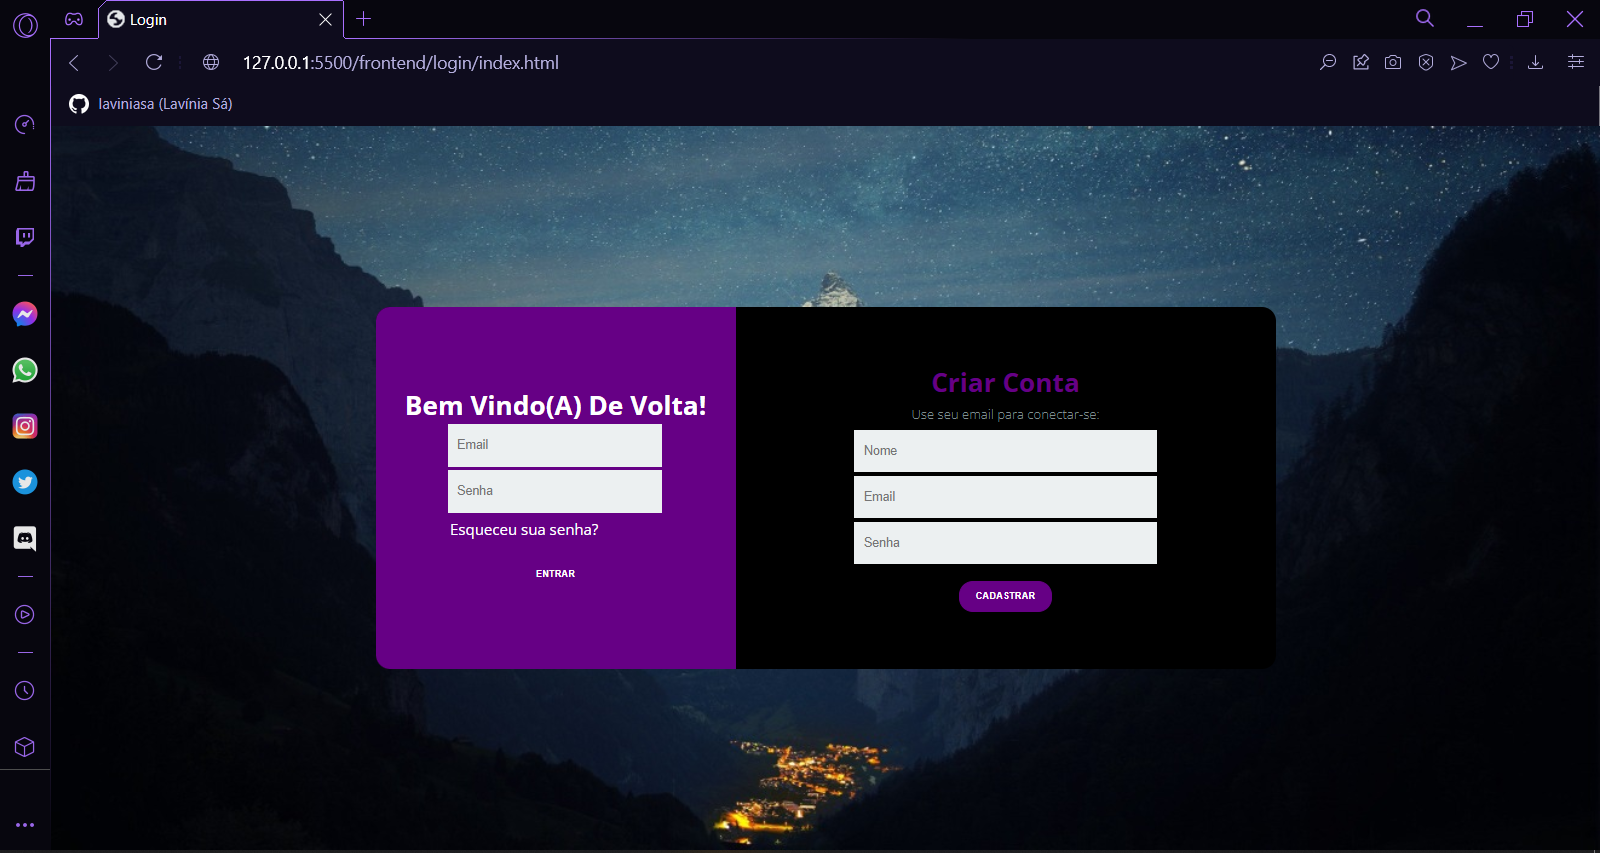 Login
127.0.0.1:5500/frontend/login/index.html
laviniasa (Lavínia Sá)
Bem Vindo(A) De Volta!
Email
Senha
Esqueceu sua senha?
ENTRAR
Criar Conta
Use seu email para conectar-se:
Nome
Email
Senha
CADASTRAR